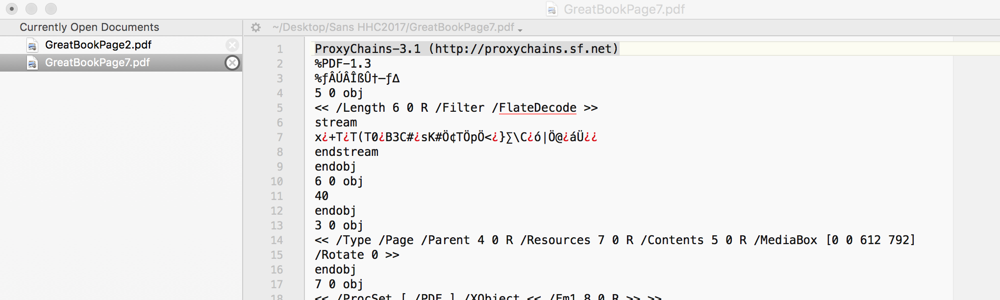 GreatBookPage7.pdf
Currently Open Documents
~/Desktop/Sans HHC2017/GreatBookPage7.pdf
GreatBookPage2.pdf
GreatBookPage7.pdf
1 ProxyChains-3.1 (http://proxychains.sf.net)
2 %PDF-1.3
3 %ƒÂÚÂÎßÛ†–ƒ∆
4 5 0 obj
5 << /Length 6 0 R /Filter /FlateDecode >>
6 stream
7 x¿+T¿T(T0¿B3C#¿sK#Ö¢TÖpÖ<¿}∑\C¿ó|Ö@¿áÜ¿¿
8 endstream
9 endobj
10 6 0 obj
11 40
12 endobj
13 3 0 obj
14 << /Type /Page /Parent 4 0 R /Resources 7 0 R /Contents 5 0 R /MediaBox [0 0 612 792]
15 /Rotate 0 >>
16 endobj
17 7 0 obj
18 << /ProcSet [ /PDF ] /XObject << /Fm1 8 0 R >> >>